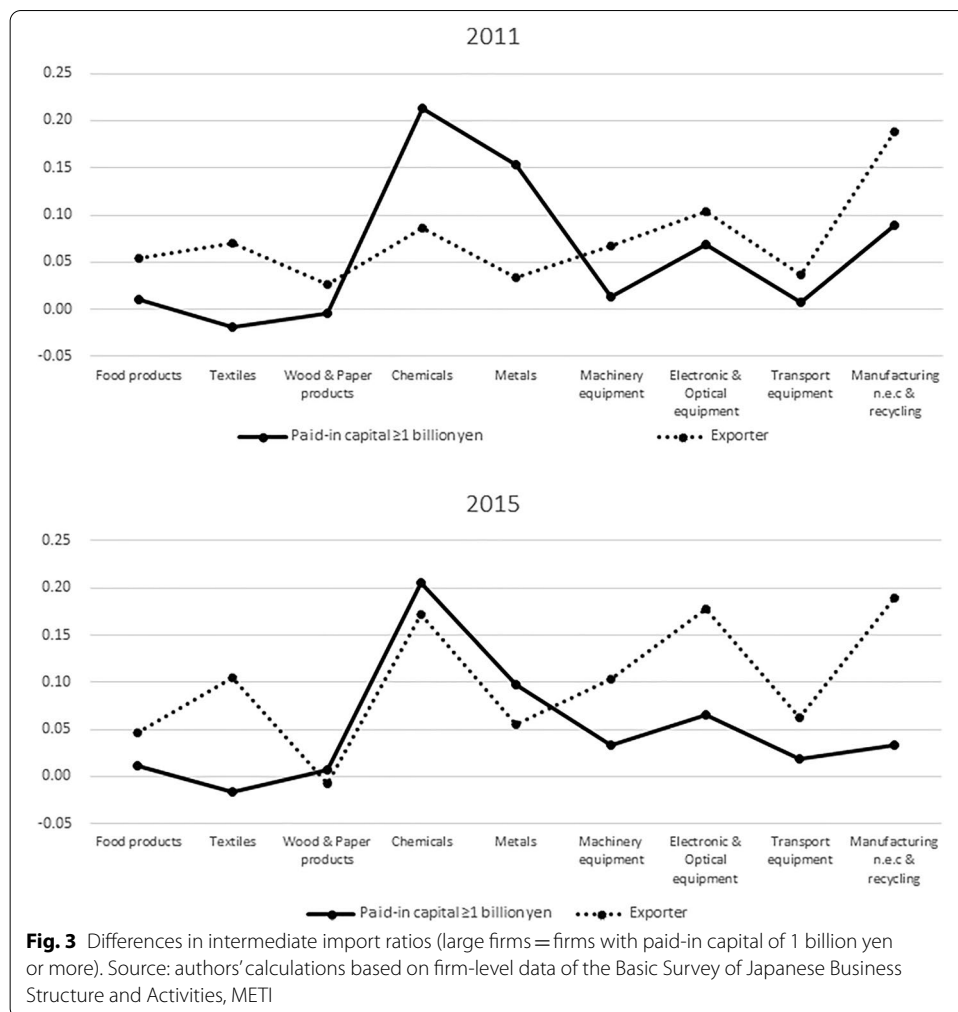 2011
0.25
0.20
0.15
0.10
0.05
0.00
-0.05
Food products
Textiles
Wood & Paper
products
Chemicals
Metals
Machinery
equipment
Electronic &
Optical
equipment
Transport
equipment
Manufacturing
n.e.c &
recycling
Paid-in capital ≥1 billion yen
Exporter
2015
0.25
0.20
0.15
0.10
0.05
0.00
-0.05
Food products
Textiles
Wood & Paper
products
Chemicals
Metals
Machinery
equipment
Electronic &
Optical
equipment
Transport
equipment
Manufacturing
n.e.c &
recycling
Paid-in capital ≥1 billion yen
Exporter
Fig. 3 Differences in intermediate import ratios (large firms = firms with paid-in capital of 1 billion yen
or more). Source: authors' calculations based on firm-level data of the Basic Survey of Japanese Business
Structure and Activities, METI